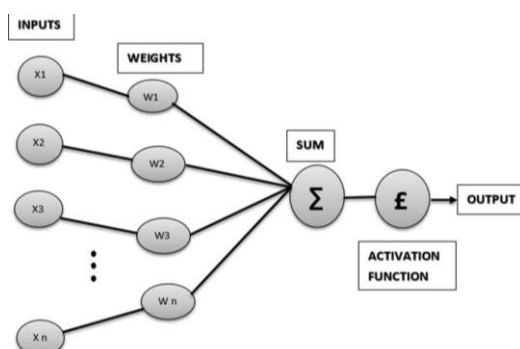 INPUTS
WEIGHTS
X1
W1
X2
W2
SUM
X3
W3
Σ
£
OUTPUT
ACTIVATION
FUNCTION
W n
X n